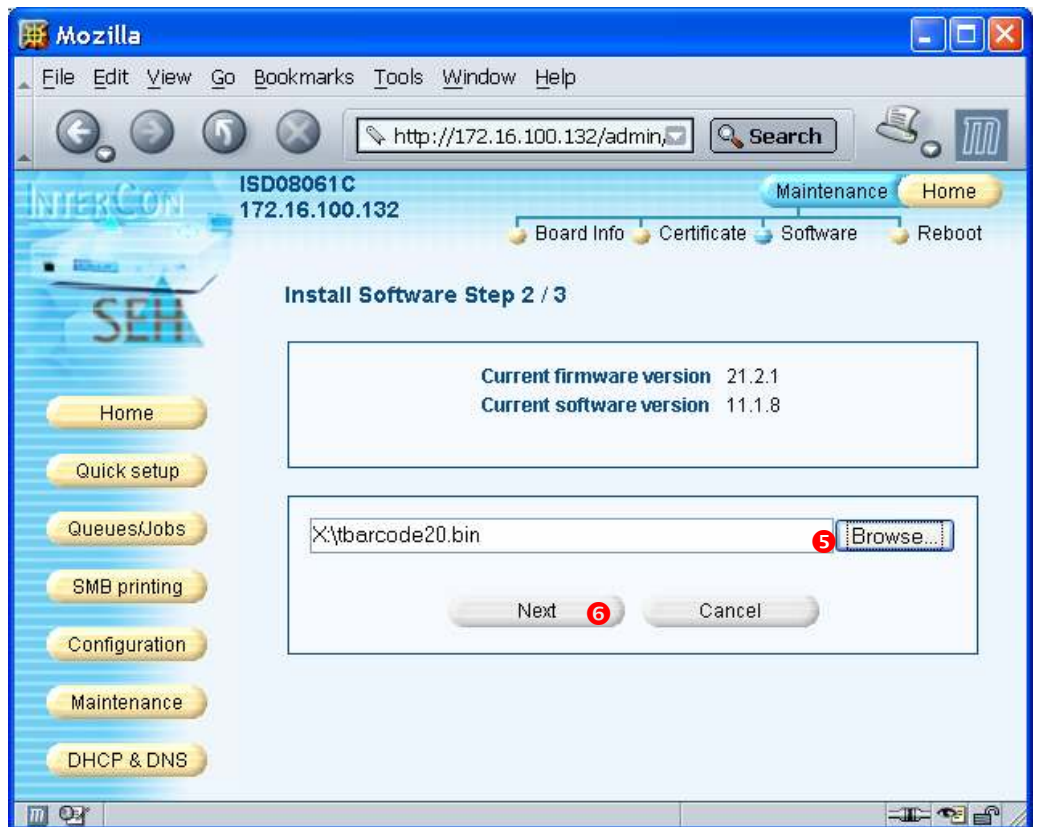 Mozilla
File Edit View Go Bookmarks Tools Window Help
http://172.16.100.132/admin, Search
INTERCON
ISD08061C
172.16.100.132
Maintenance Home
Board Info Certificate Software Reboot
SEH
Install Software Step 2 / 3
Current firmware version 21.2.1
Current software version 11.1.8
Home
Quick setup
Queues/Jobs
SMB printing
Configuration
Maintenance
DHCP & DNS
X:\tbarcode20.bin 5 Browse...
Next 6 Cancel